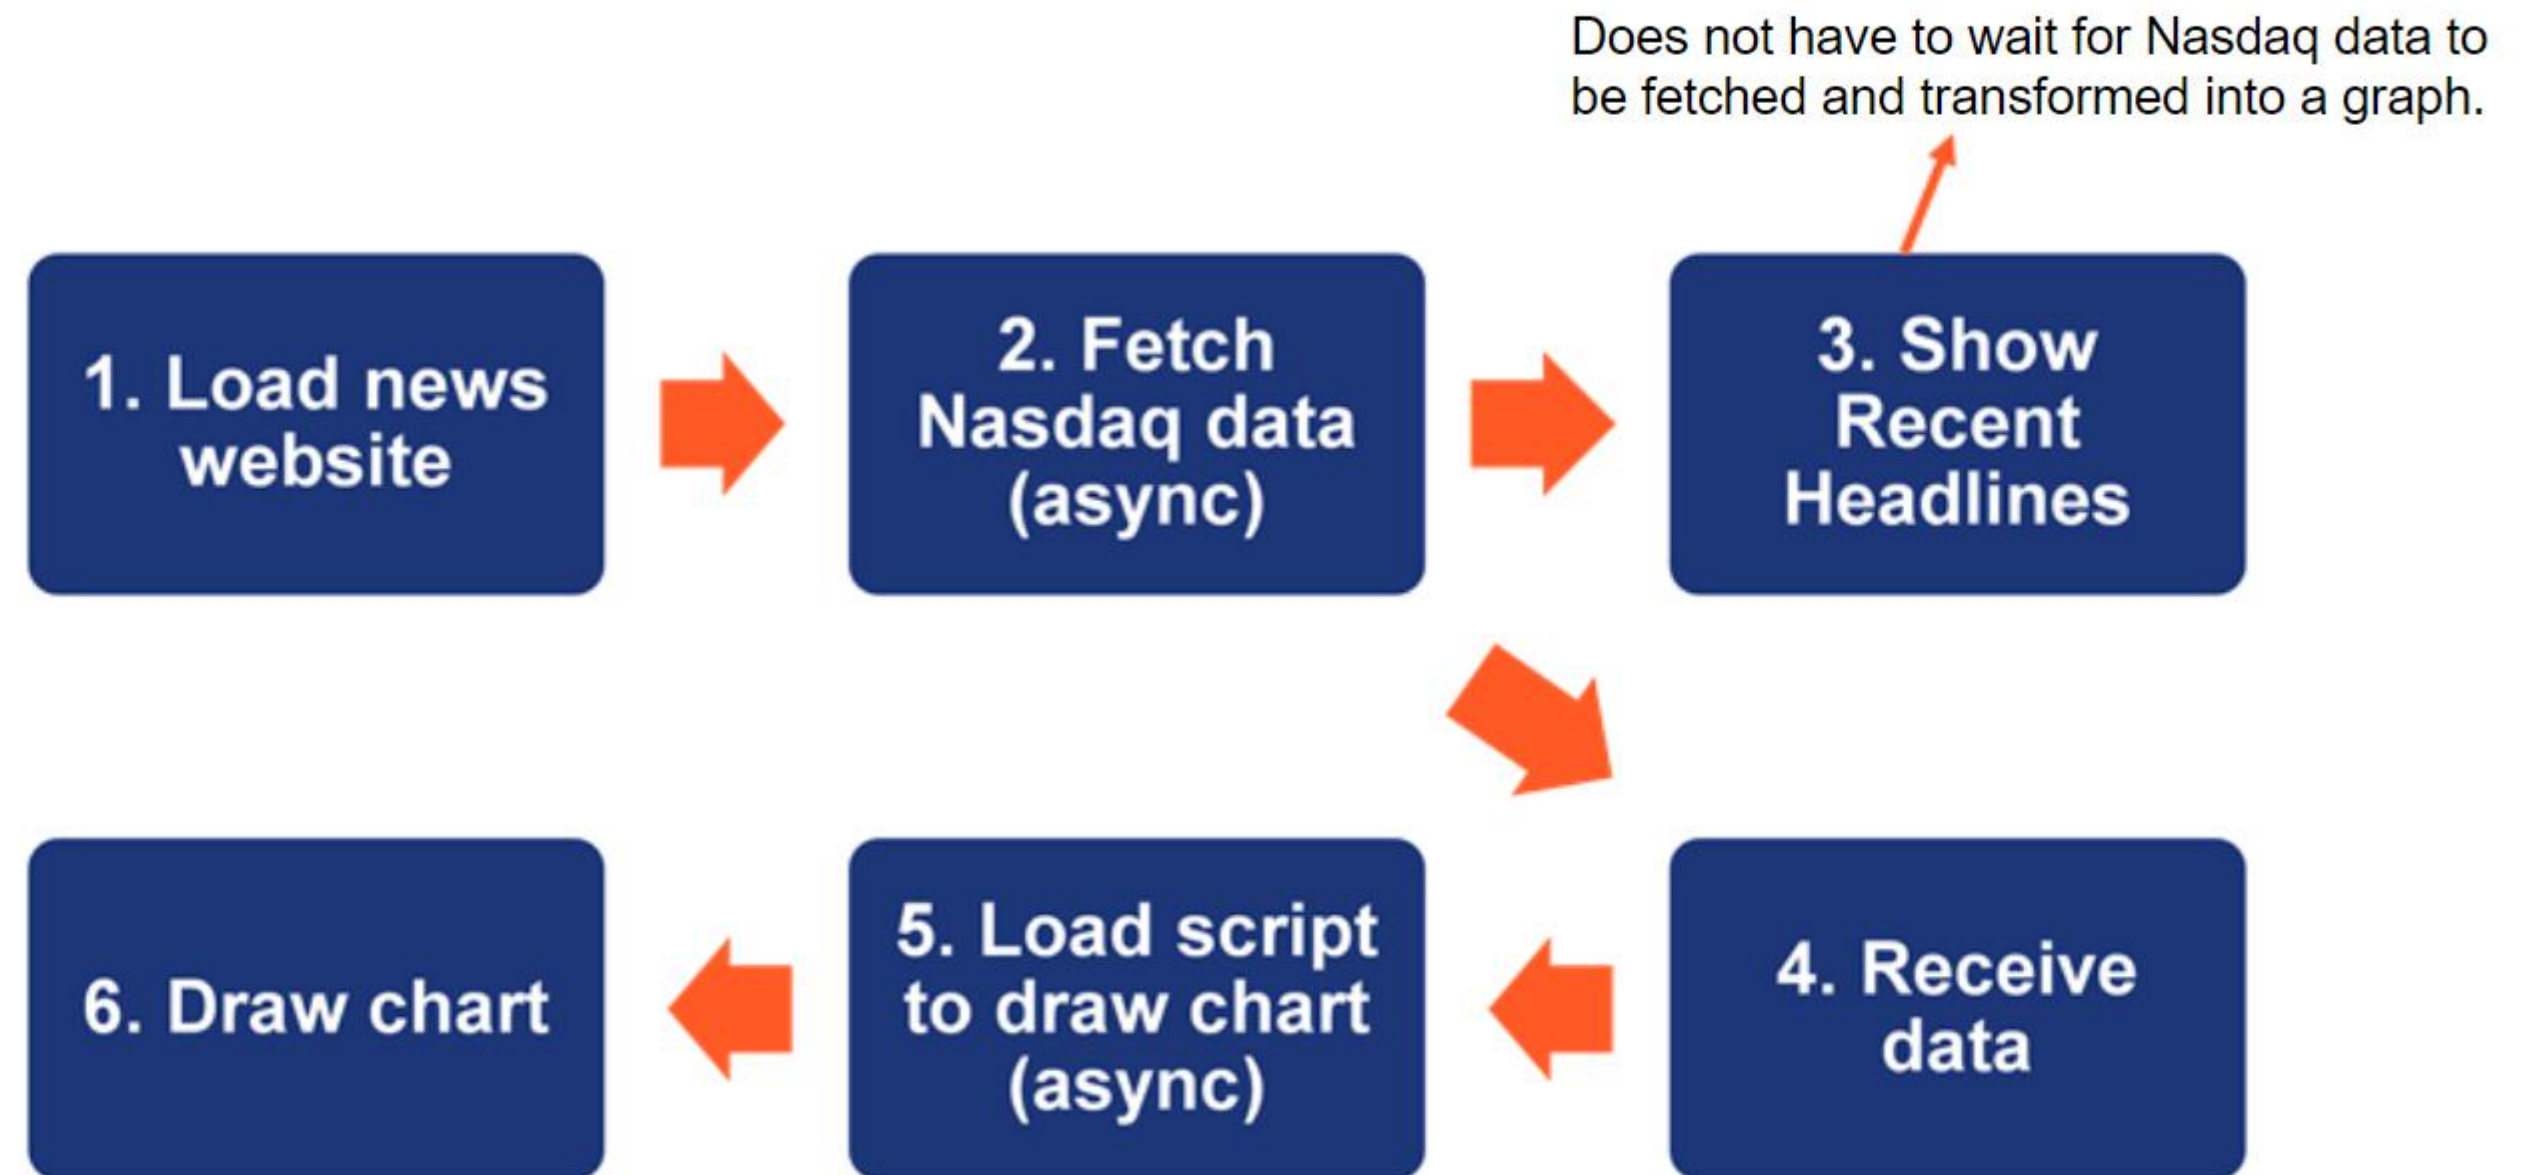 Does not have to wait for Nasdaq data to
be fetched and transformed into a graph.
1. Load news
website
2. Fetch
Nasdaq data
(async)
3. Show
Recent
Headlines
4. Receive
data
5. Load script
to draw chart
(async)
6. Draw chart